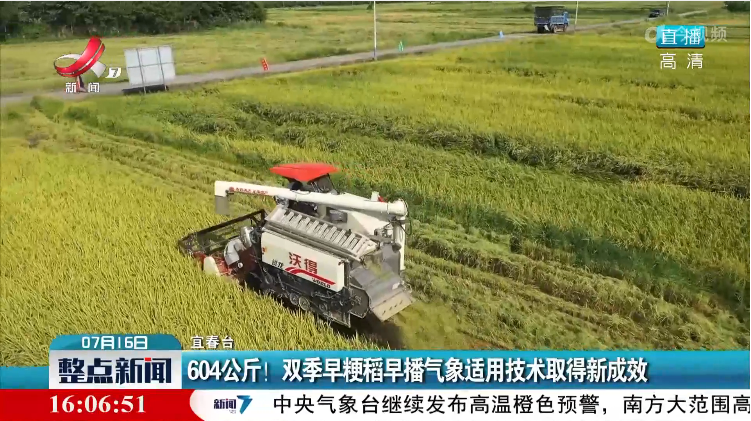 直播
高清
新闻 7
沃得
07月16日
宜春台
整点新闻
604公斤！双季早粳稻早播气象适用技术取得新成效
16:06:51
新闻 7
中央气象台继续发布高温橙色预警，南方大范围高